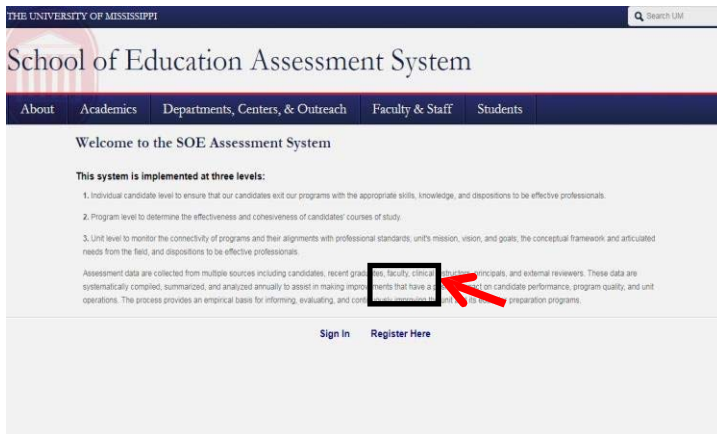 THE UNIVERSITY OF MISSISSIPPI
Search UM
School of Education Assessment System
About Academics Departments, Centers, & Outreach Faculty & Staff Students
Welcome to the SOE Assessment System
This system is implemented at three levels:
1. Individual candidate level to ensure that our candidates exit our programs with the appropriate skills, knowledge, and dispositions to be effective professionals.
2. Program level to determine the effectiveness and cohesiveness of candidates' courses of study.
3. Unit level to monitor the connectivity of programs and their alignments with professional standards, unit's mission, vision, and goals, the conceptual framework and articulated
needs from the field, and dispositions to be effective professionals.
Assessment data are collected from multiple sources including candidates, recent graduates, faculty, clinical instructors, principals, and external reviewers. These data are
systematically compiled, summarized, and analyzed annually to assist in making improvements that have a impact on candidate performance, program quality, and unit
operations. The process provides an empirical basis for informing, evaluating, and continuously improving the unit and its preparation programs.
Sign In Register Here